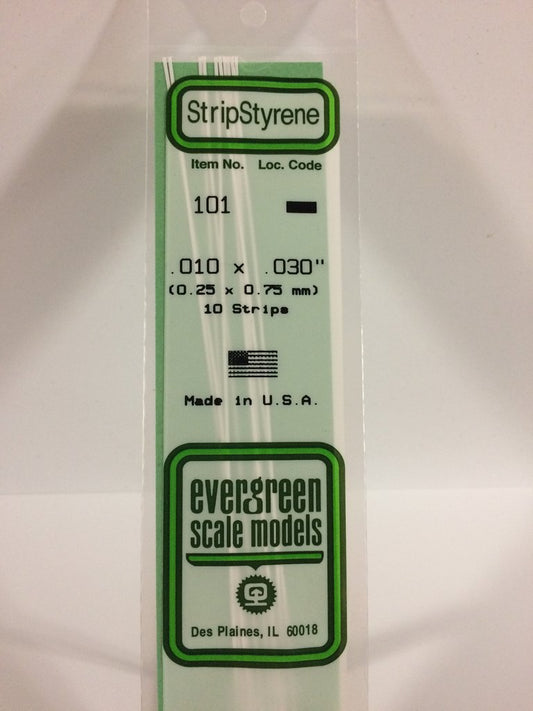 StripStyrene
Item No. Loc. Code
101
.010 x .030"
(0.25 x 0.75 mm)
10 Strips
Made in U.S.A.
evergreen
scale models
Des Plaines, IL 60018